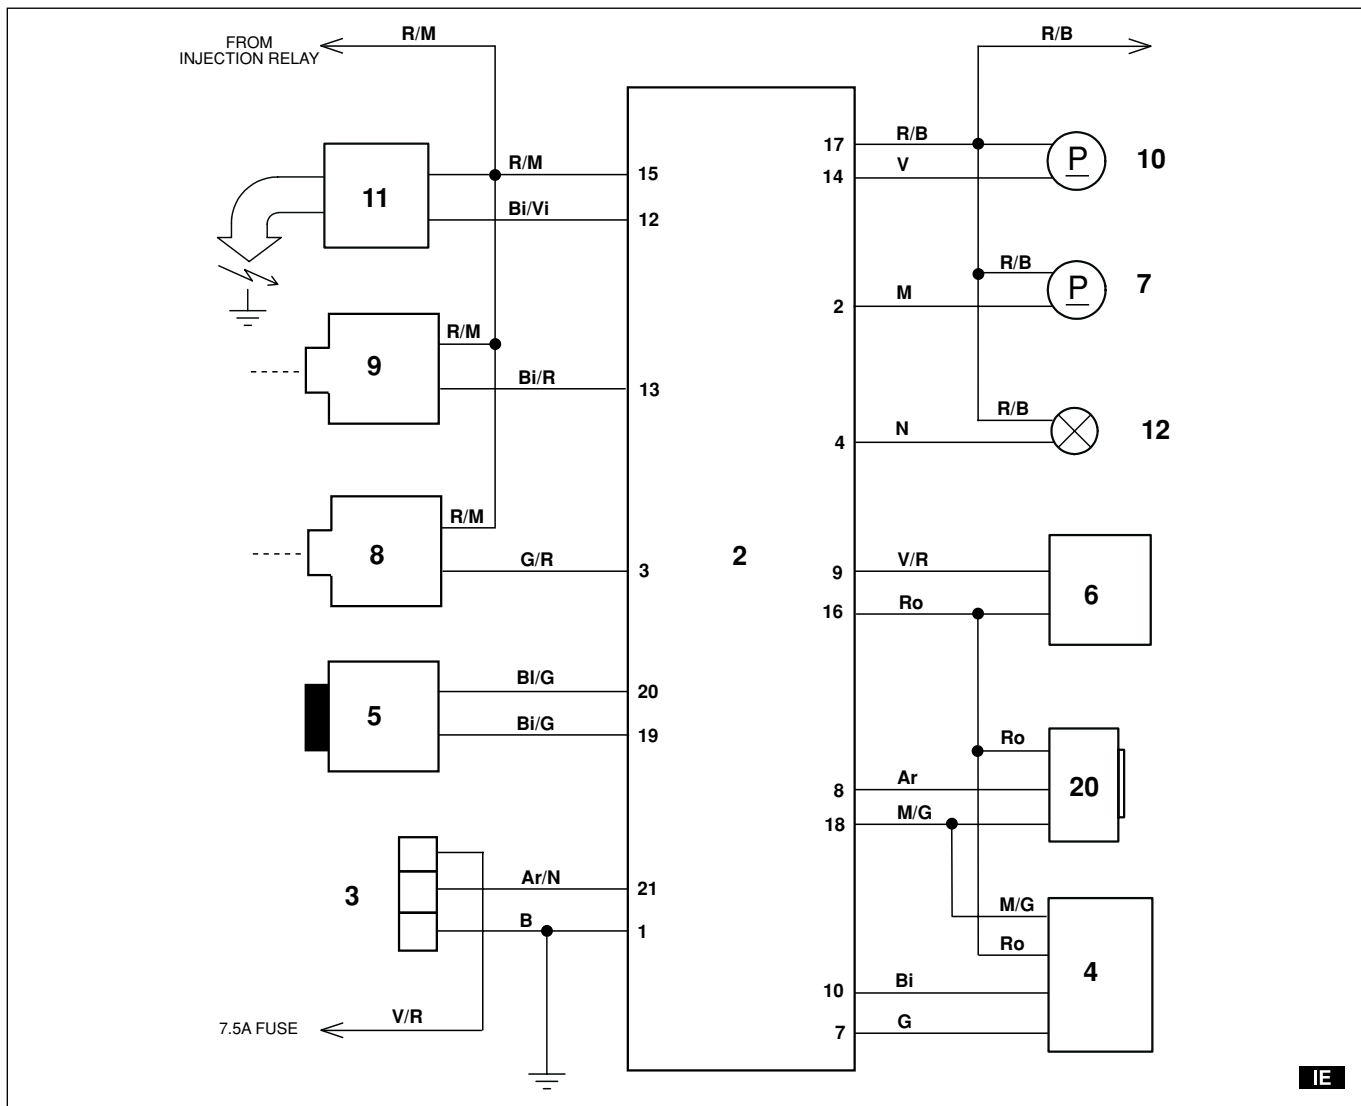 R/M
R/B
FROM
INJECTION RELAY
17
R/B
10
P
14
V
R/M
15
11
Bi/Vi
12
R/B
P
7
2
M
R/M
9
Bi/R
13
R/B
12
4
N
R/M
8
G/R
3
2
9
V/R
6
16
Ro
Bl/G
20
5
Bi/G
19
Ro
8
Ar
20
18
M/G
Ar/N
21
3
B
1
M/G
Ro
4
10
Bi
7
G
7.5A FUSE
V/R
IE